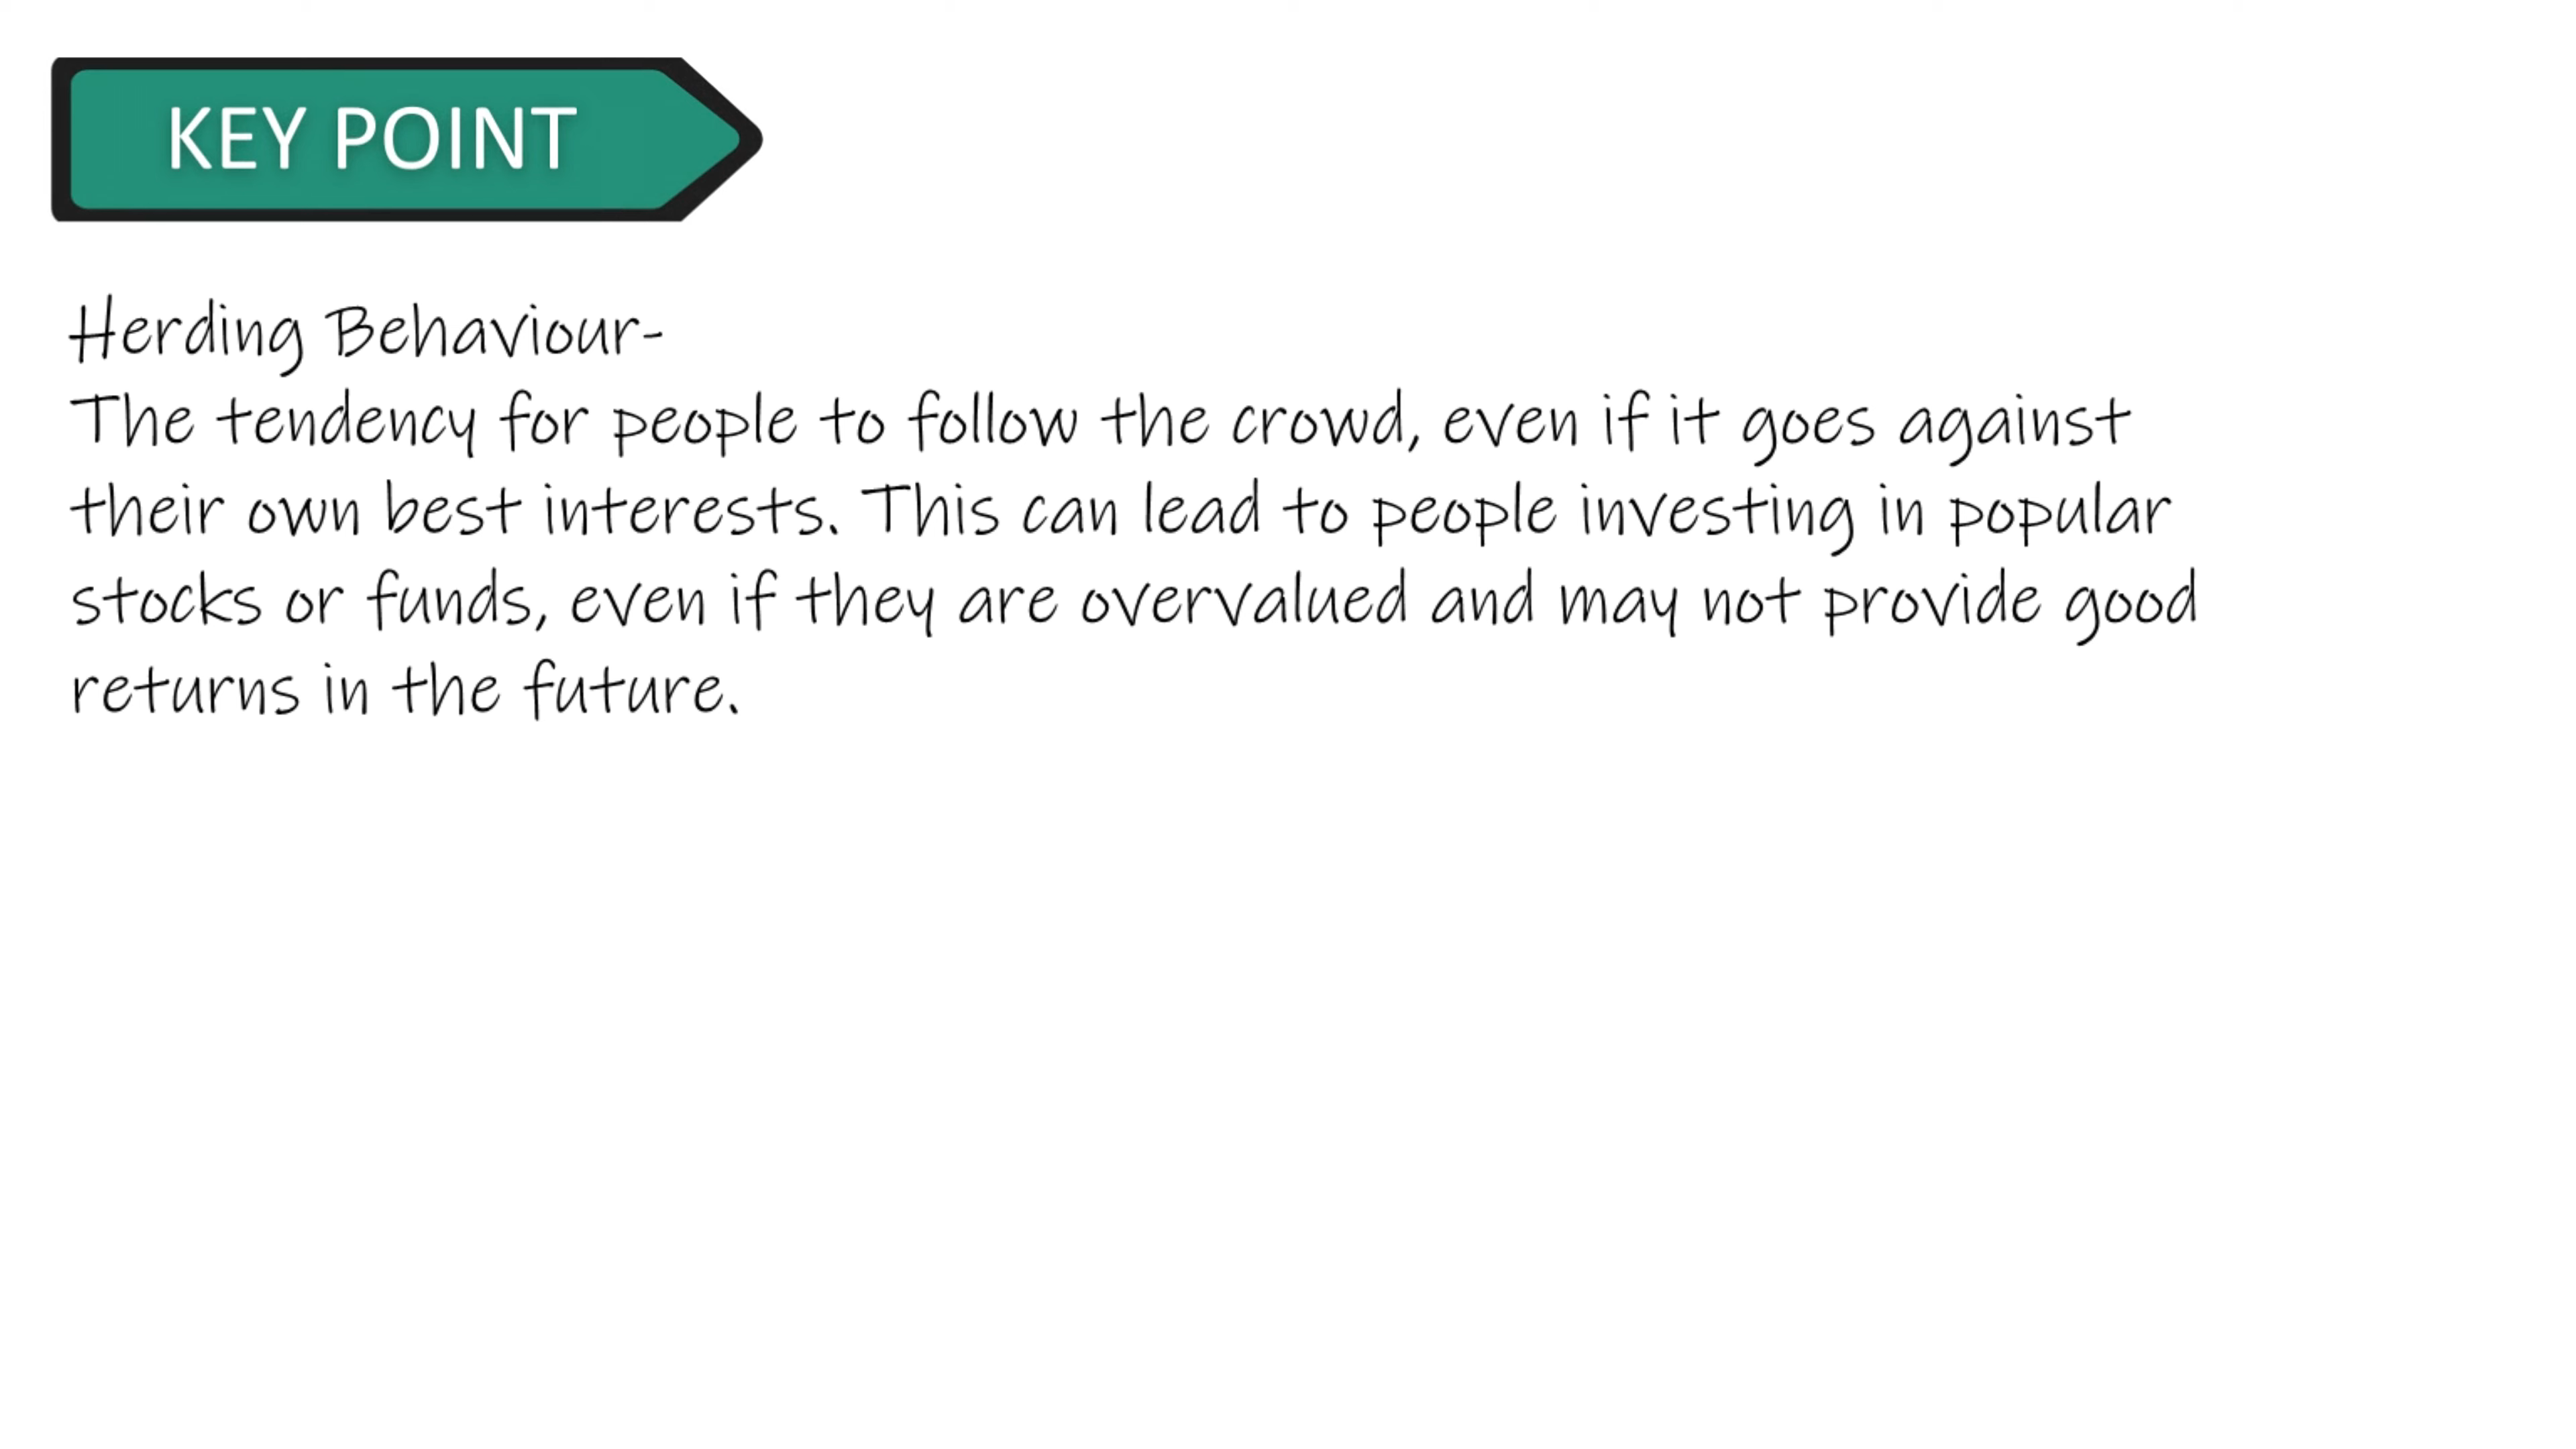 KEY POINT
Herding Behaviour-
The tendency for people to follow the crowd, even if it goes against
their own best interests. This can lead to people investing in popular
stocks or funds, even if they are overvalued and may not provide good
returns in the future.